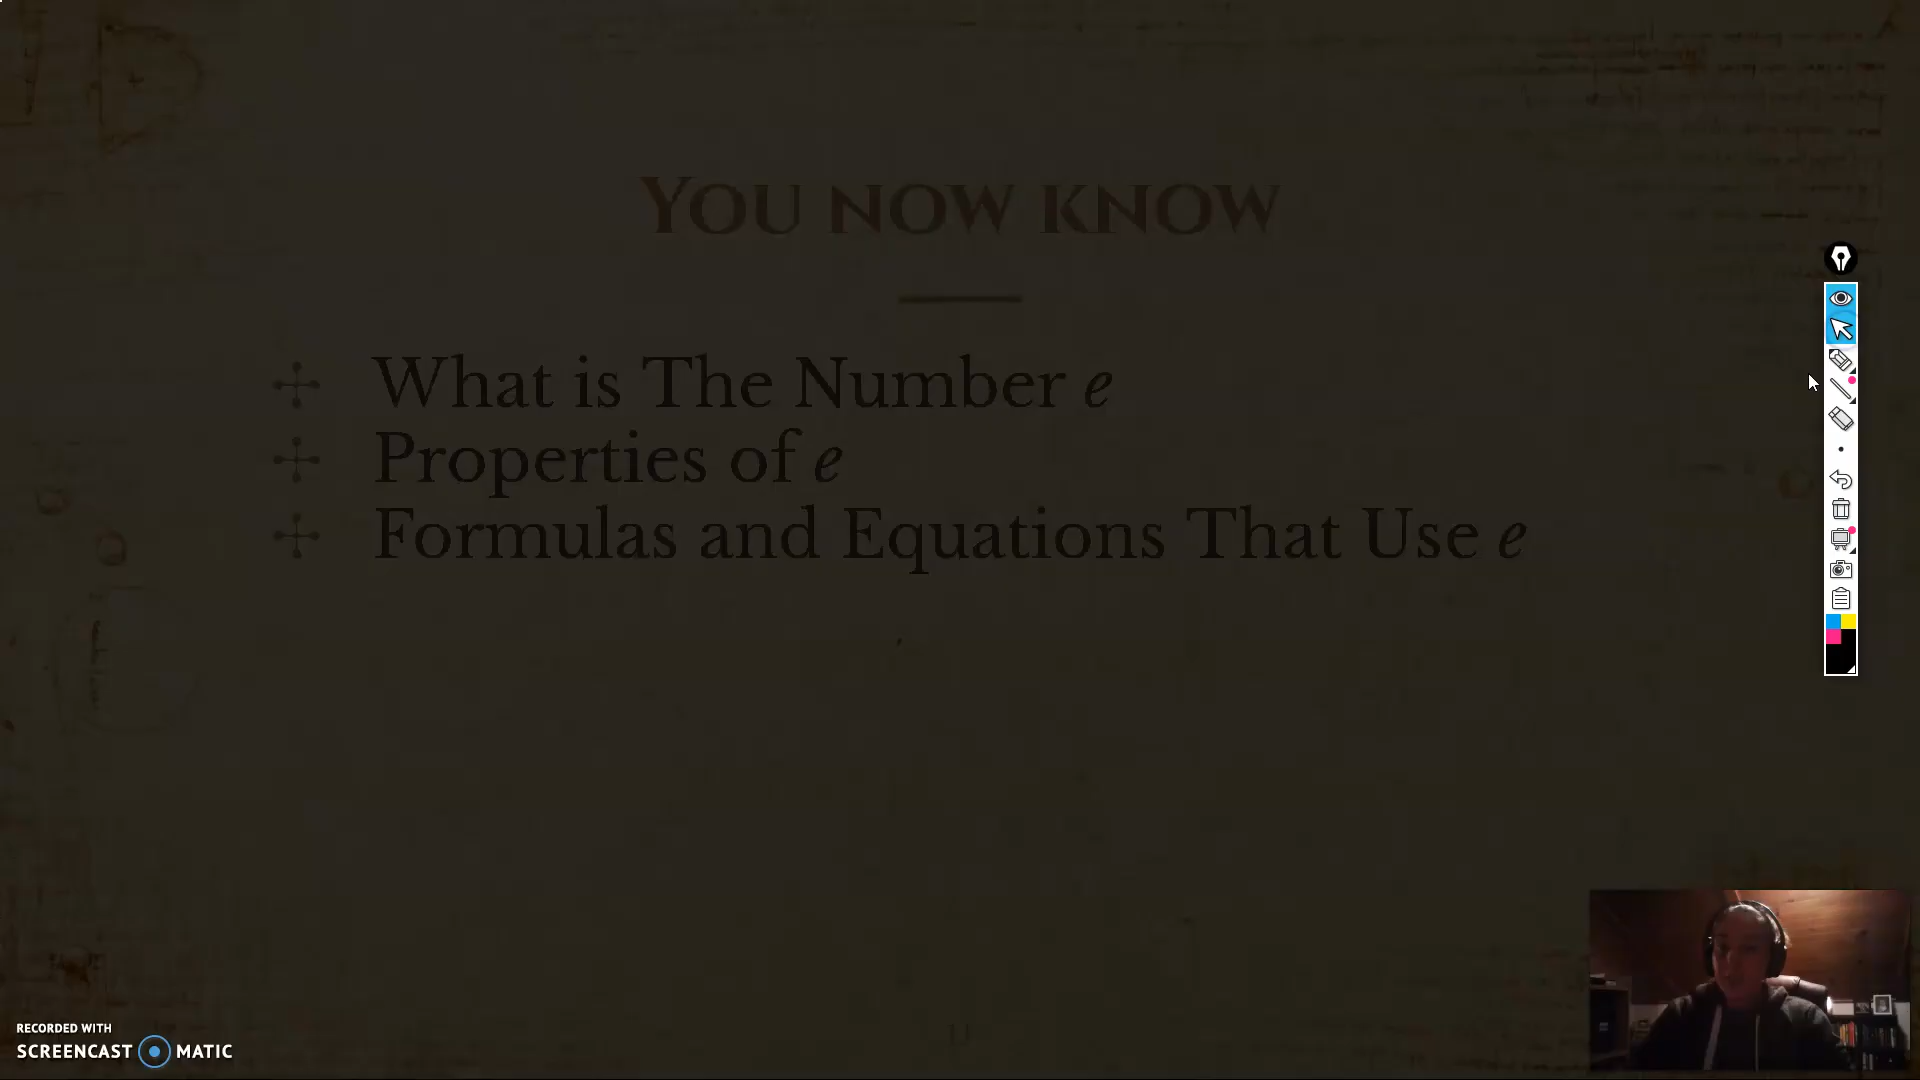 You now know
What is The Number e
Properties of e
Formulas and Equations That Use e
RECORDED WITH
SCREENCAST MATIC